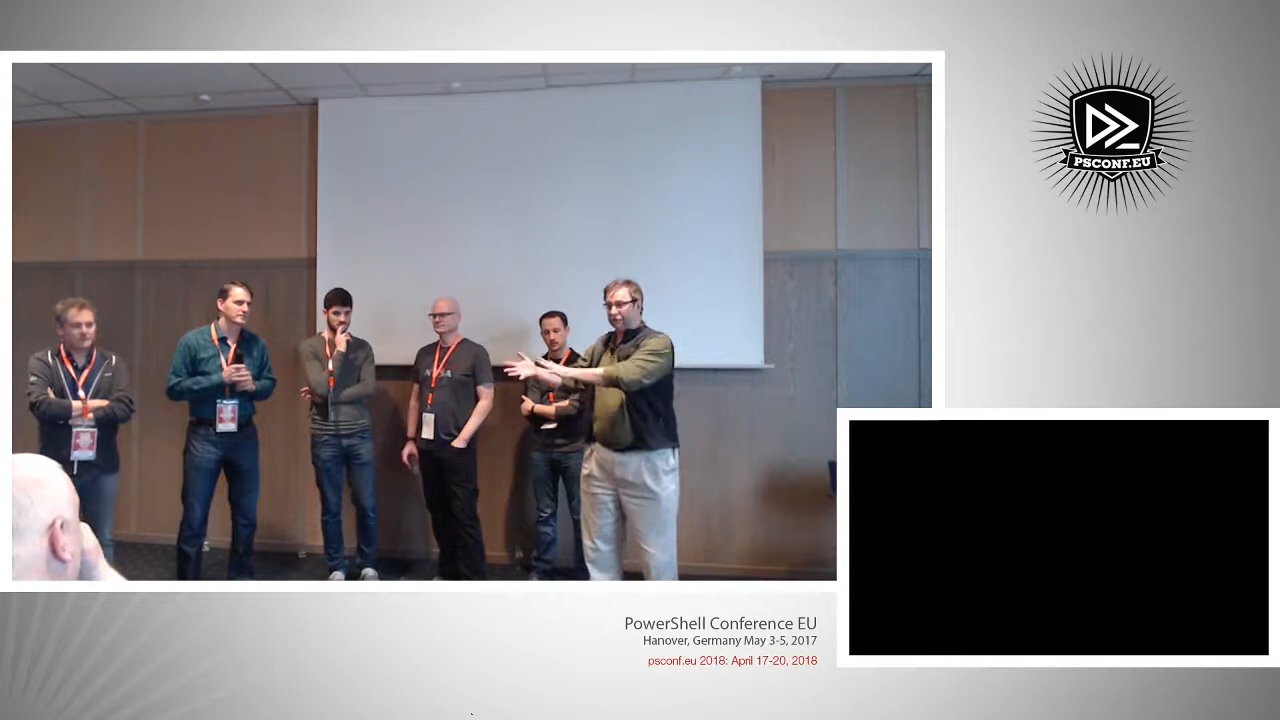 PSCONF.EU
PowerShell Conference EU
Hanover, Germany May 3-5, 2017
psconf.eu 2018: April 17-20, 2018